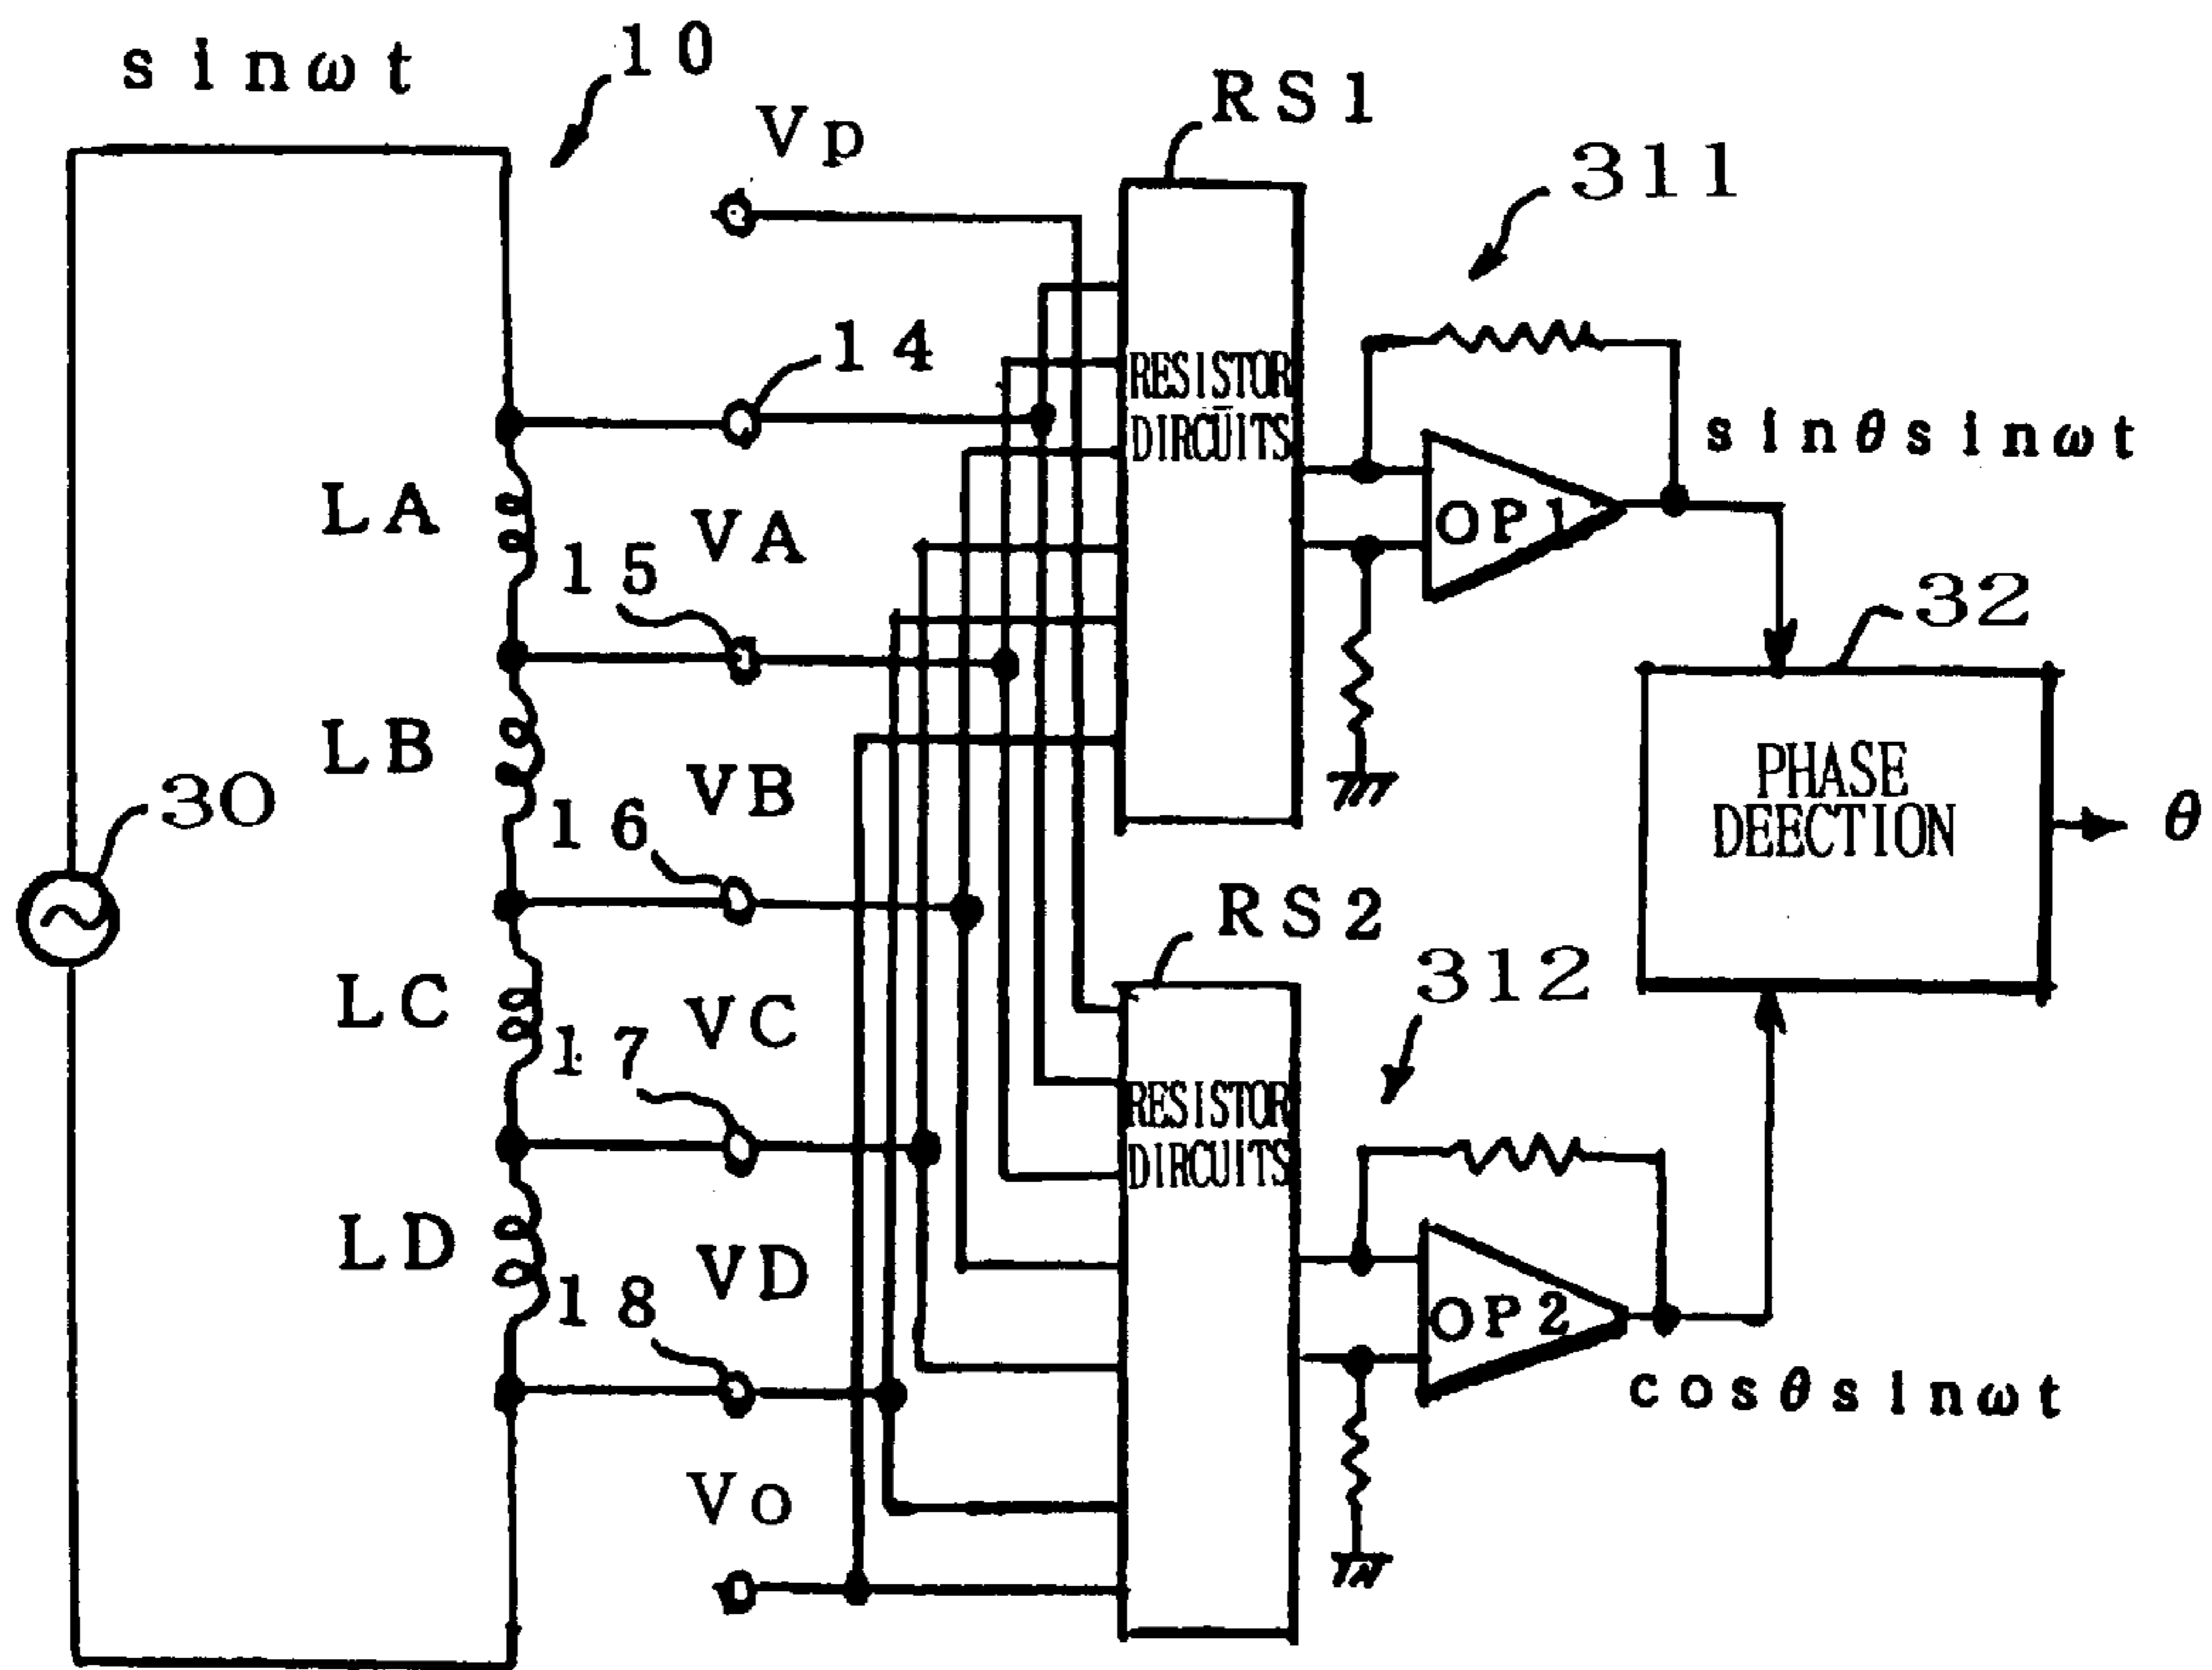 sinωt
10
Vp
RS1
311
14
RESISTOR
DIRCUITS
sinθsinωt
LA
VA
OP1
15
32
LB
VB
PHASE
DEECTION
θ
30
16
RS2
312
LC
VC
17
RESISTOR
DIRCUITS
LD
VD
18
OP2
cosθsinωt
Vo